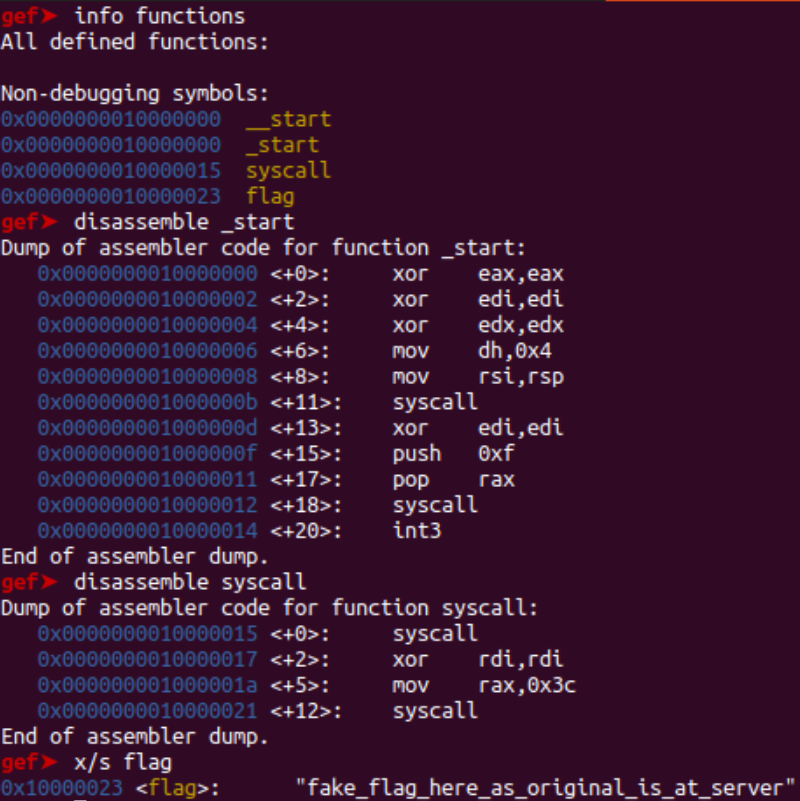 gef➤ info functions
All defined functions:
Non-debugging symbols:
0x0000000010000000 __start
0x0000000010000000 _start
0x0000000010000015 syscall
0x0000000010000023 flag
gef➤ disassemble _start
Dump of assembler code for function _start:
0x0000000010000000 <+0>: xor eax,eax
0x0000000010000002 <+2>: xor edi,edi
0x0000000010000004 <+4>: xor edx,edx
0x0000000010000006 <+6>: mov dh,0x4
0x0000000010000008 <+8>: mov rsi,rsp
0x000000001000000b <+11>: syscall
0x000000001000000d <+13>: xor edi,edi
0x000000001000000f <+15>: push 0xf
0x0000000010000011 <+17>: pop rax
0x0000000010000012 <+18>: syscall
0x0000000010000014 <+20>: int3
End of assembler dump.
gef➤ disassemble syscall
Dump of assembler code for function syscall:
0x0000000010000015 <+0>: syscall
0x0000000010000017 <+2>: xor rdi,rdi
0x000000001000001a <+5>: mov rax,0x3c
0x0000000010000021 <+12>: syscall
End of assembler dump.
gef➤ x/s flag
0x10000023 <flag>: "fake_flag_here_as_original_is_at_server"